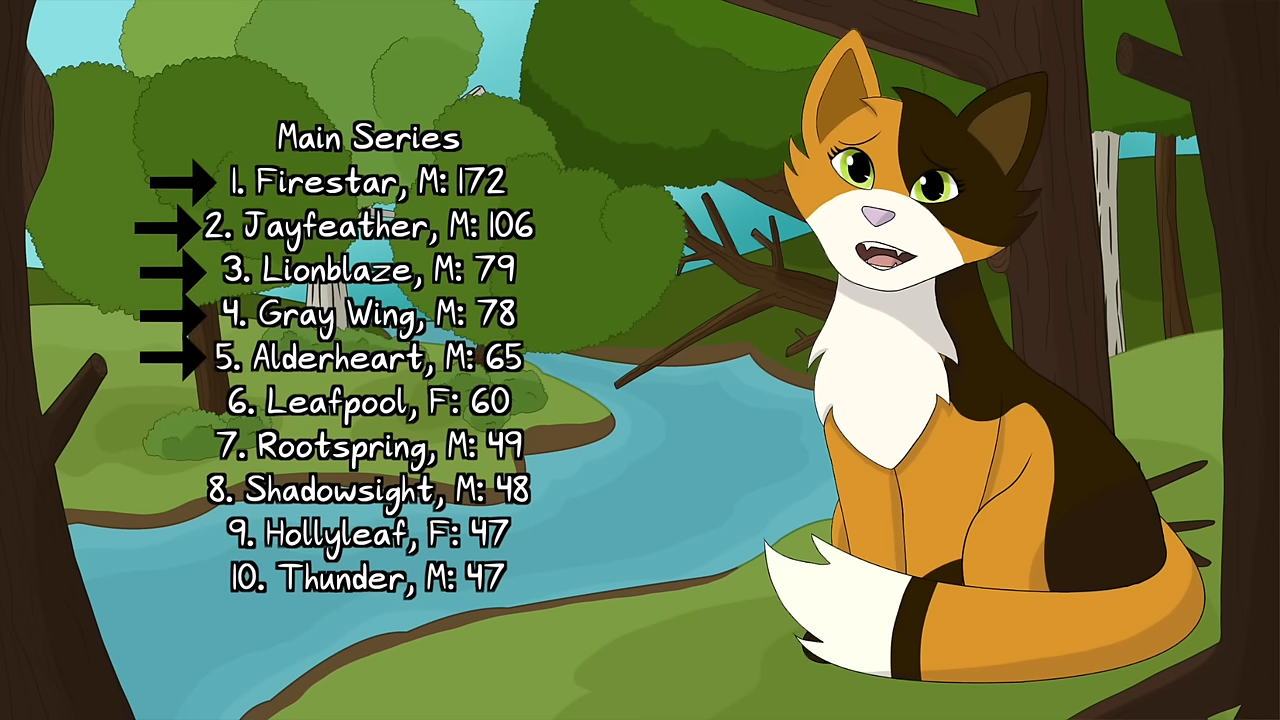 Main Series
1. Firestar, M: 172
2. Jayfeather, M: 106
3. Lionblaze, M: 79
4. Gray Wing, M: 78
5. Alderheart, M: 65
6. Leafpool, F: 60
7. Rootspring, M: 49
8. Shadowsight, M: 48
9. Hollyleaf, F: 47
10. Thunder, M: 47